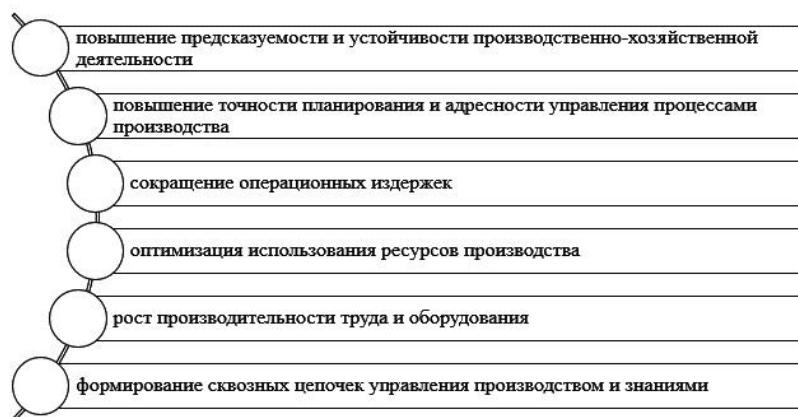 повышение предсказуемости и устойчивости производственно-хозяйственной
деятельности
повышение точности планирования и адресности управления процессами
производства
сокращение операционных издержек
оптимизация использования ресурсов производства
рост производительности труда и оборудования
формирование сквозных цепочек управления производством и знаниями